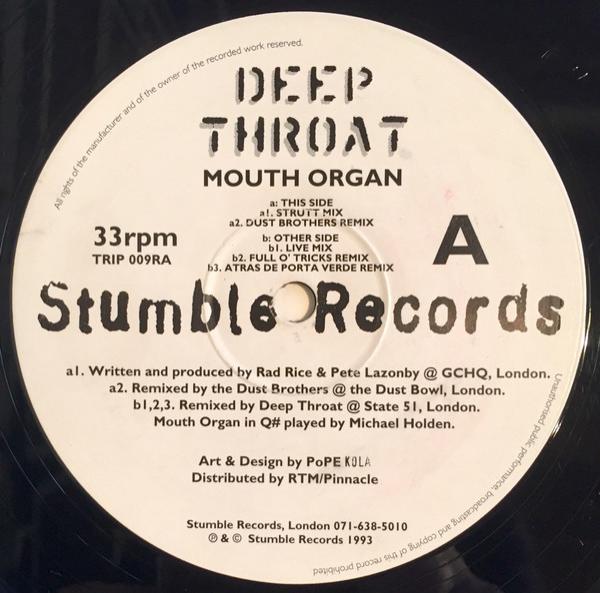 All rights of the manufacturer and of the owner of the recorded work reserved.
DEEP
THROAT
MOUTH ORGAN
a: THIS SIDE
a1. STRUTT MIX
a2. DUST BROTHERS REMIX
b: OTHER SIDE
b1. LIVE MIX
b2. FULL O' TRICKS REMIX
b3. ATRAS DE PORTA VERDE REMIX
33rpm
TRIP 009RA
A
Stumble Records
a1. Written and produced by Rad Rice & Pete Lazonby @ GCHQ, London.
a2. Remixed by the Dust Brothers @ the Dust Bowl, London.
b1,2,3. Remixed by Deep Throat @ State 51, London.
Mouth Organ in Q# played by Michael Holden.
Art & Design by PoPE KOLA
Distributed by RTM/Pinnacle
Stumble Records, London 071-638-5010
℗ & © Stumble Records 1993
Unauthorised public performance, broadcasting and copying of this record prohibited